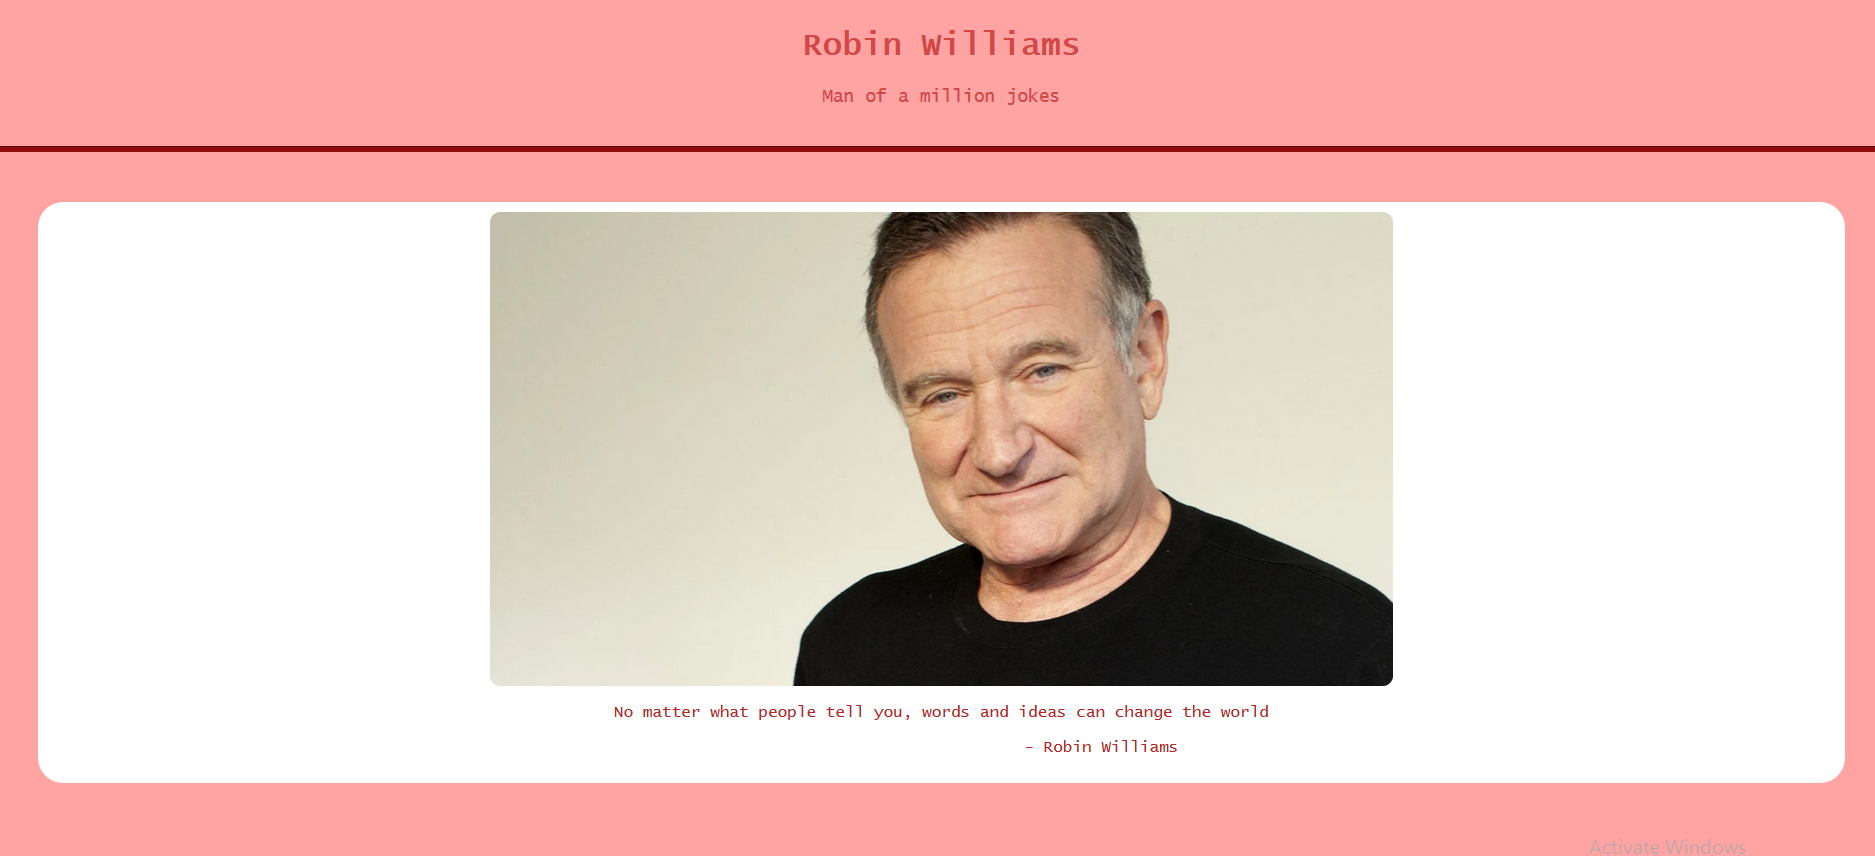 Robin Williams
Man of a million jokes
No matter what people tell you, words and ideas can change the world
- Robin Williams
Activate Windows